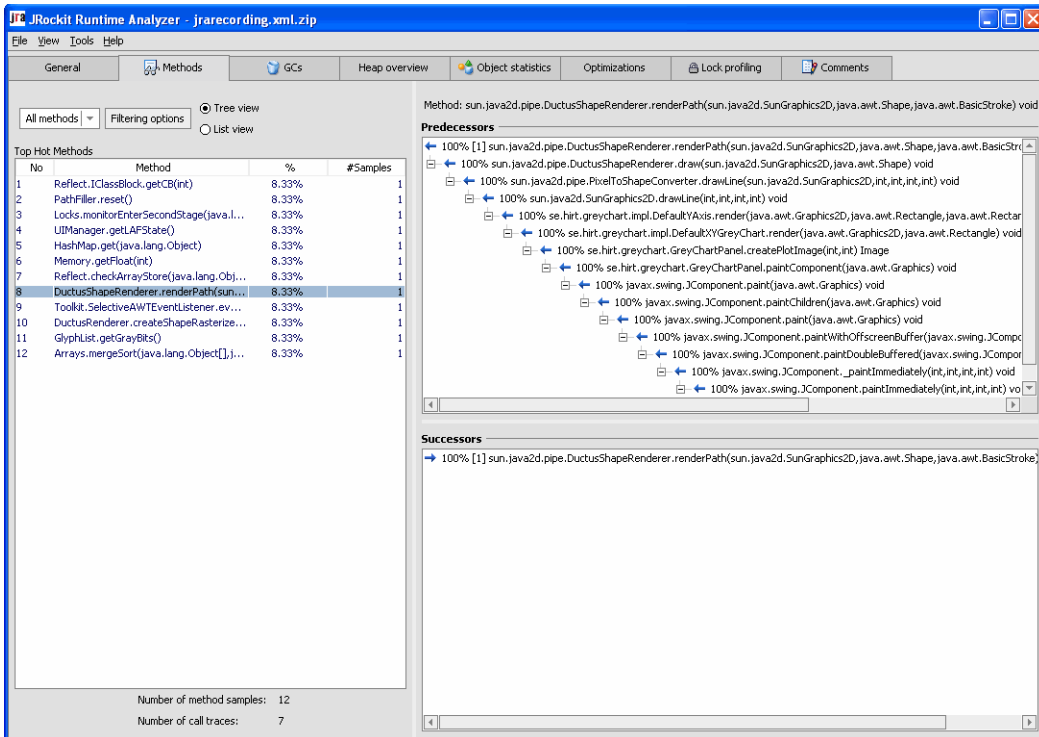 jra JRockit Runtime Analyzer - jrarecording.xml.zip
File View Tools Help
General Methods GCs Heap overview Object statistics Optimizations Lock profiling Comments
All methods Filtering options Tree view
List view
Top Hot Methods
No Method % #Samples
1 Reflect.IClassBlock.getCB(int) 8.33% 1
2 PathFiller.reset() 8.33% 1
3 Locks.monitorEnterSecondStage(java.l... 8.33% 1
4 UIManager.getLAFState() 8.33% 1
5 HashMap.get(java.lang.Object) 8.33% 1
6 Memory.getFloat(int) 8.33% 1
7 Reflect.checkArrayStore(java.lang.Obj... 8.33% 1
8 DuctusShapeRenderer.renderPath(sun... 8.33% 1
9 Toolkit.SelectiveAWTEventListener.ev... 8.33% 1
10 DuctusRenderer.createShapeRasterize... 8.33% 1
11 GlyphList.getGrayBits() 8.33% 1
12 Arrays.mergeSort(java.lang.Object[],j... 8.33% 1
Number of method samples: 12
Number of call traces: 7
Method: sun.java2d.pipe.DuctusShapeRenderer.renderPath(sun.java2d.SunGraphics2D,java.awt.Shape,java.awt.BasicStroke) void
Predecessors
100% [1] sun.java2d.pipe.DuctusShapeRenderer.renderPath(sun.java2d.SunGraphics2D,java.awt.Shape,java.awt.BasicStro
100% sun.java2d.pipe.DuctusShapeRenderer.draw(sun.java2d.SunGraphics2D,java.awt.Shape) void
100% sun.java2d.pipe.PixelToShapeConverter.drawLine(sun.java2d.SunGraphics2D,int,int,int,int) void
100% sun.java2d.SunGraphics2D.drawLine(int,int,int,int) void
100% se.hirt.greychart.impl.DefaultYAxis.render(java.awt.Graphics2D,java.awt.Rectangle,java.awt.Rectar
100% se.hirt.greychart.impl.DefaultXYGreyChart.render(java.awt.Graphics2D,java.awt.Rectangle) void
100% se.hirt.greychart.GreyChartPanel.createPlotImage(int,int) Image
100% se.hirt.greychart.GreyChartPanel.paintComponent(java.awt.Graphics) void
100% javax.swing.JComponent.paint(java.awt.Graphics) void
100% javax.swing.JComponent.paintChildren(java.awt.Graphics) void
100% javax.swing.JComponent.paint(java.awt.Graphics) void
100% javax.swing.JComponent.paintWithOffscreenBuffer(javax.swing.JCompo
100% javax.swing.JComponent.paintDoubleBuffered(javax.swing.JCompor
100% javax.swing.JComponent._paintImmediately(int,int,int,int) void
100% javax.swing.JComponent.paintImmediately(int,int,int,int) vo
Successors
100% [1] sun.java2d.pipe.DuctusShapeRenderer.renderPath(sun.java2d.SunGraphics2D,java.awt.Shape,java.awt.BasicStroke)